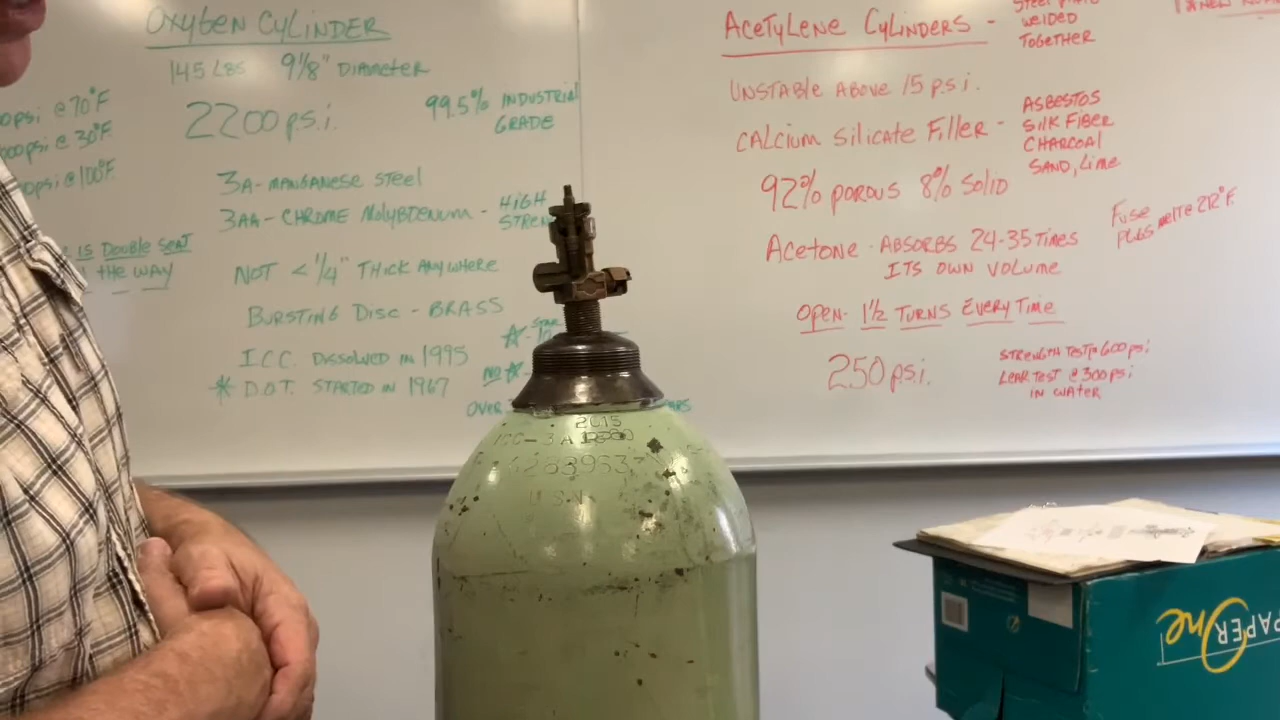 OXYGEN CYLINDER
145 LBS 9 1/8" DIAMETER
2200 p.s.i.
99.5% INDUSTRIAL
GRADE
psi @ 70°F
psi @ 30°F
psi @ 100°F
3A - MANGANESE STEEL
3AA - CHROME MOLYBDENUM - HIGH
IS DOUBLE SEAT
THE WAY
NOT < 1/4" THICK ANYWHERE
BURSTING DISC - BRASS
I.C.C. DISSOLVED IN 1995
* D.O.T. STARTED IN 1967
NO
OVER
ACETYLENE CYLINDERS -
STEEL
WELDED
TOGETHER
UNSTABLE ABOVE 15 p.s.i.
CALCIUM SILICATE FILLER -
ASBESTOS
SILK FIBER
CHARCOAL
SAND, LIME
92% POROUS 8% SOLID
ACETONE - ABSORBS 24-35 TIMES
ITS OWN VOLUME
FUSE
PLUGS MELT @ 212°F.
OPEN - 1 1/2 TURNS EVERY TIME
250 p.s.i.
STRENGTH TEST @ 600 psi
LEAK TEST @ 300 psi
IN WATER
2015
ICC-3A
U.S.N.
PAPER
One